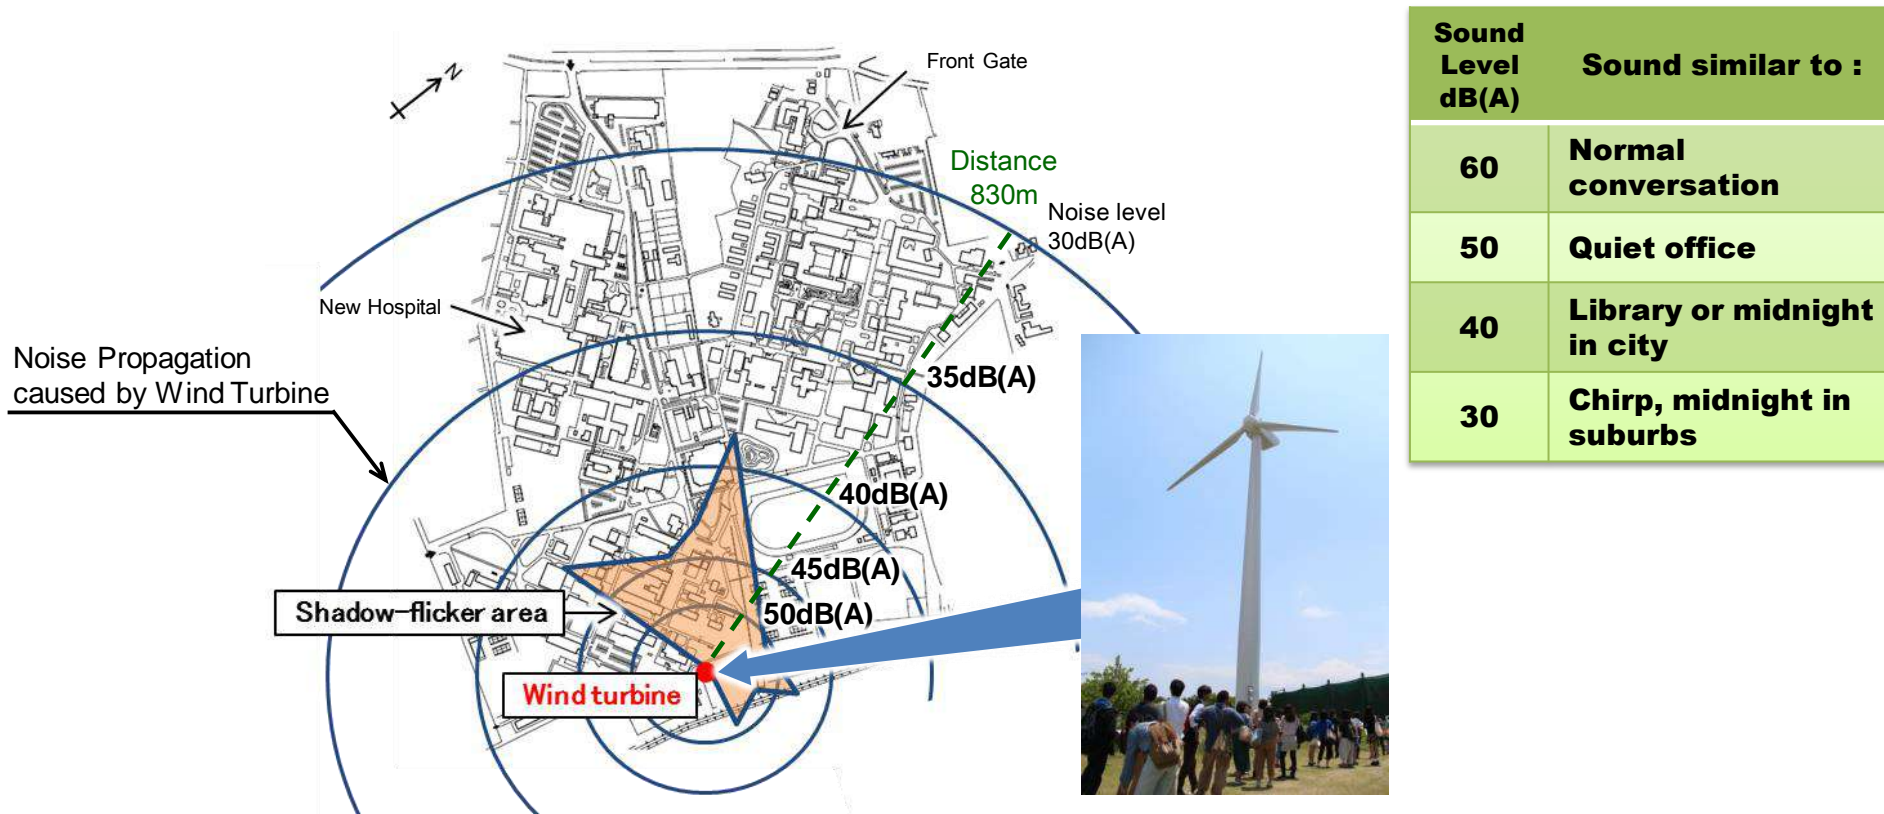 N
Front Gate
Distance
830m
Noise level
30dB(A)
New Hospital
Noise Propagation
caused by Wind Turbine
35dB(A)
40dB(A)
45dB(A)
50dB(A)
Shadow-flicker area
Wind turbine
Sound
Level
dB(A)
Sound similar to :
60
Normal
conversation
50
Quiet office
40
Library or midnight
in city
30
Chirp, midnight in
suburbs